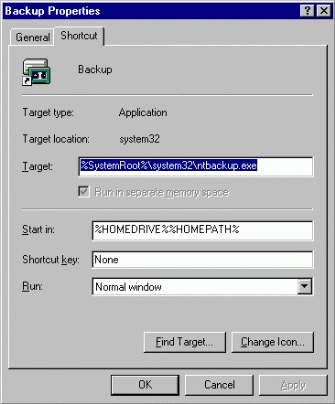 Backup Properties
General
Shortcut
Backup
Target type: Application
Target location: system32
Target: %SystemRoot%\system32\ntbackup.exe
Run in separate memory space
Start in: %HOMEDRIVE%%HOMEPATH%
Shortcut key: None
Run: Normal window
Find Target... Change Icon...
OK Cancel Apply